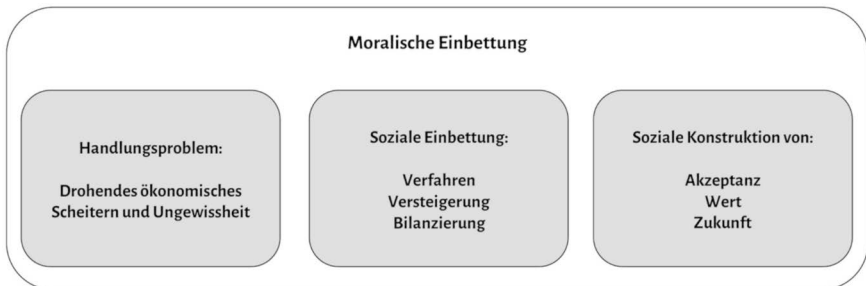 Moralische Einbettung
Handlungsproblem:
Drohendes ökonomisches
Scheitern und Ungewissheit
Soziale Einbettung:
Verfahren
Versteigerung
Bilanzierung
Soziale Konstruktion von:
Akzeptanz
Wert
Zukunft